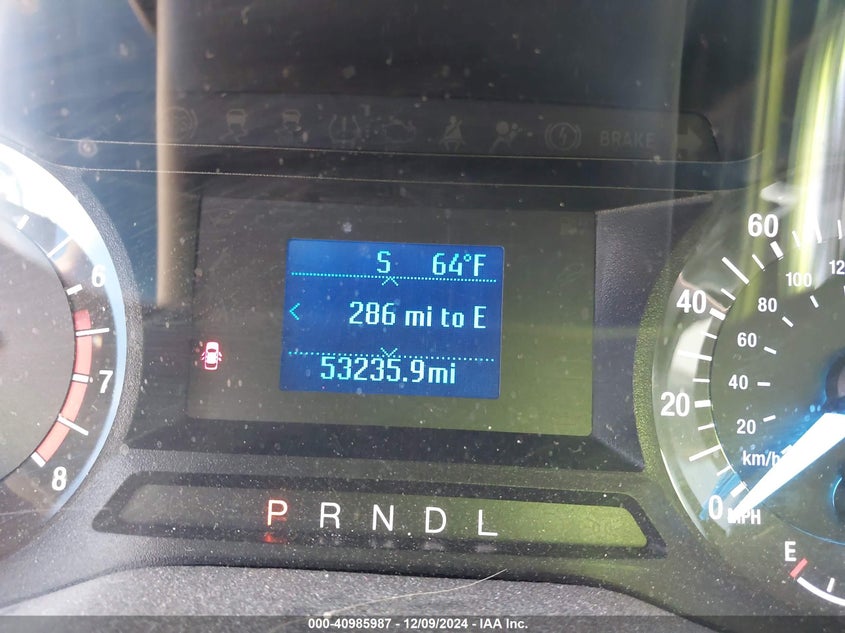 BRAKE
S 64°F
< 286 mi to E
53235.9mi
P R N D L
6
7
8
60
40
20
0 MPH
120
100
80
60
40
20
km/h
E
000-40985987 - 12/09/2024 - IAA Inc.